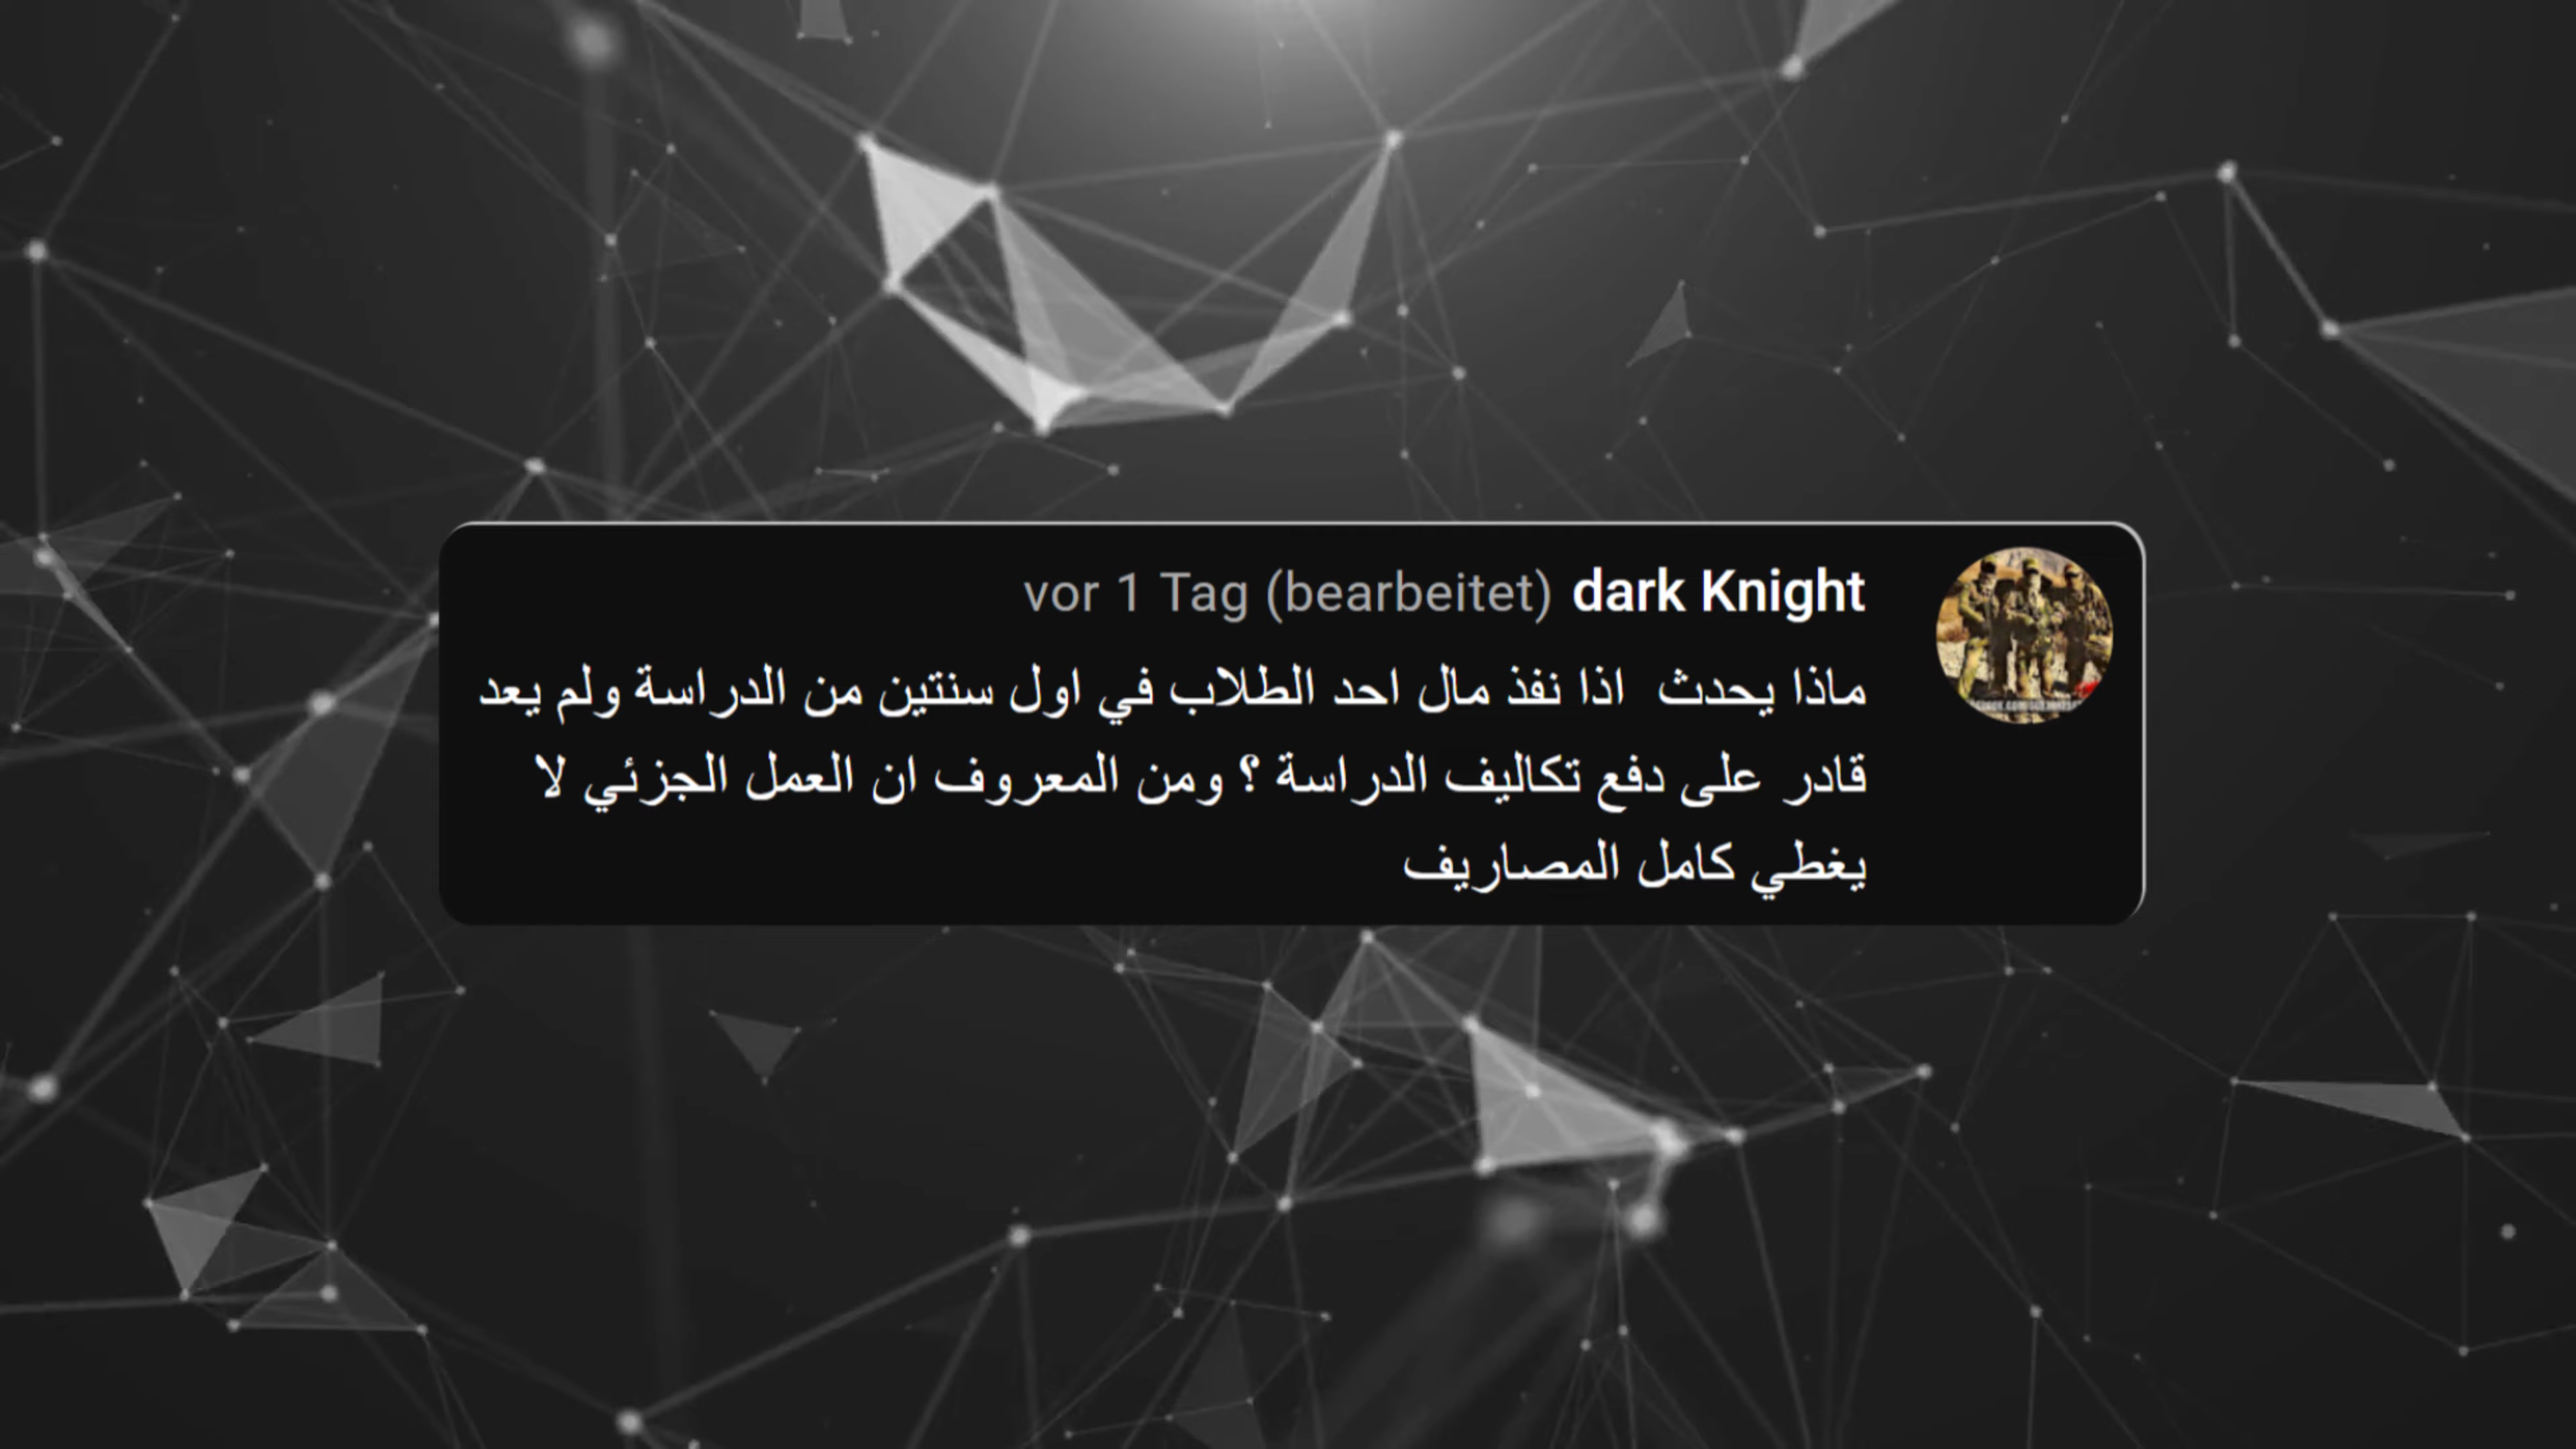 dark Knight vor 1 Tag (bearbeitet)
ماذا يحدث اذا نفذ مال احد الطلاب في اول سنتين من الدراسة ولم يعد
قادر على دفع تكاليف الدراسة ؟ ومن المعروف ان العمل الجزئي لا
يغطي كامل المصاريف